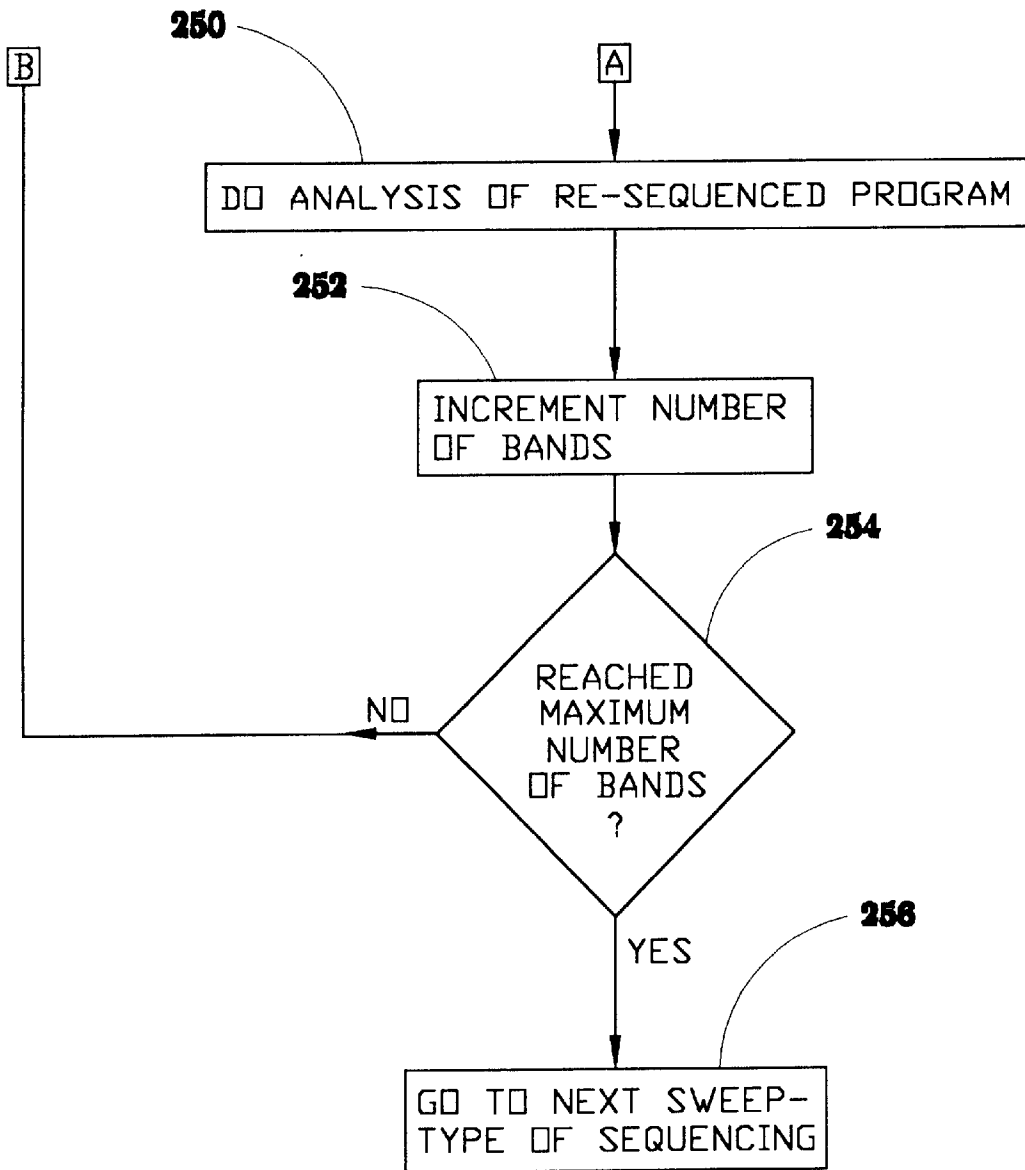 250
B
A
DO ANALYSIS OF RE-SEQUENCED PROGRAM
252
INCREMENT NUMBER
OF BANDS
254
REACHED
MAXIMUM
NUMBER
OF BANDS
?
NO
256
YES
GO TO NEXT SWEEP-
TYPE OF SEQUENCING